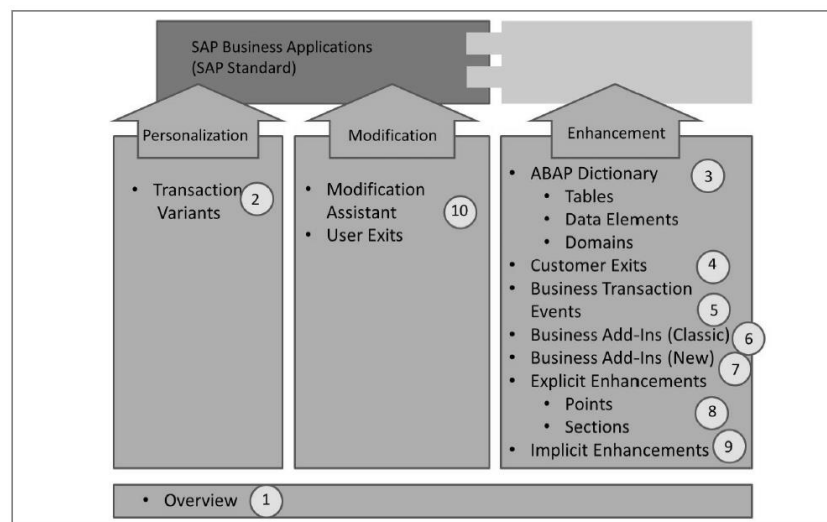 SAP Business Applications
(SAP Standard)
Personalization
Modification
Enhancement
• Transaction
Variants
2
• Modification
Assistant
• User Exits
10
• ABAP Dictionary
3
• Tables
• Data Elements
• Domains
• Customer Exits
4
• Business Transaction
Events
5
• Business Add-Ins (Classic)
6
• Business Add-Ins (New)
7
• Explicit Enhancements
• Points
8
• Sections
• Implicit Enhancements
9
• Overview
1